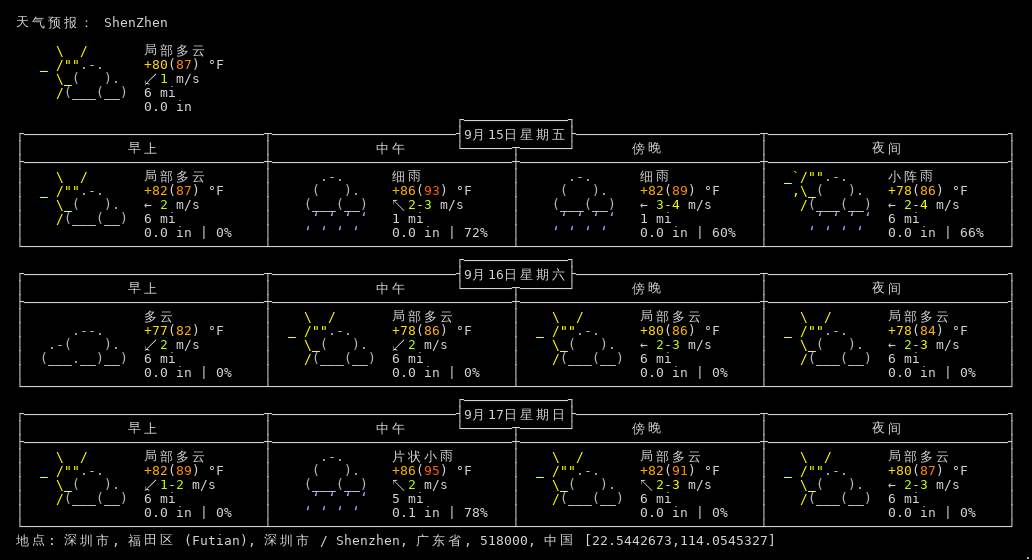 天气预报： ShenZhen
局部多云
+80(87) °F
↙ 1 m/s
6 mi
0.0 in
9月15日星期五
早上 中午 傍晚 夜间
局部多云 细雨 细雨 小阵雨
+82(87) °F +86(93) °F +82(89) °F +78(86) °F
← 2 m/s ↖ 2-3 m/s ← 3-4 m/s ← 2-4 m/s
6 mi 1 mi 1 mi 6 mi
0.0 in | 0% 0.0 in | 72% 0.0 in | 60% 0.0 in | 66%
9月16日星期六
早上 中午 傍晚 夜间
多云 局部多云 局部多云 局部多云
+77(82) °F +78(86) °F +80(86) °F +78(84) °F
↙ 2 m/s ↙ 2 m/s ← 2-3 m/s ← 2-3 m/s
6 mi 6 mi 6 mi 6 mi
0.0 in | 0% 0.0 in | 0% 0.0 in | 0% 0.0 in | 0%
9月17日星期日
早上 中午 傍晚 夜间
局部多云 片状小雨 局部多云 局部多云
+82(89) °F +86(95) °F +82(91) °F +80(87) °F
↙ 1-2 m/s ↖ 2 m/s ↖ 2-3 m/s ← 2-3 m/s
6 mi 5 mi 6 mi 6 mi
0.0 in | 0% 0.1 in | 78% 0.0 in | 0% 0.0 in | 0%
地点: 深圳市, 福田区 (Futian), 深圳市 / Shenzhen, 广东省, 518000, 中国 [22.5442673,114.0545327]